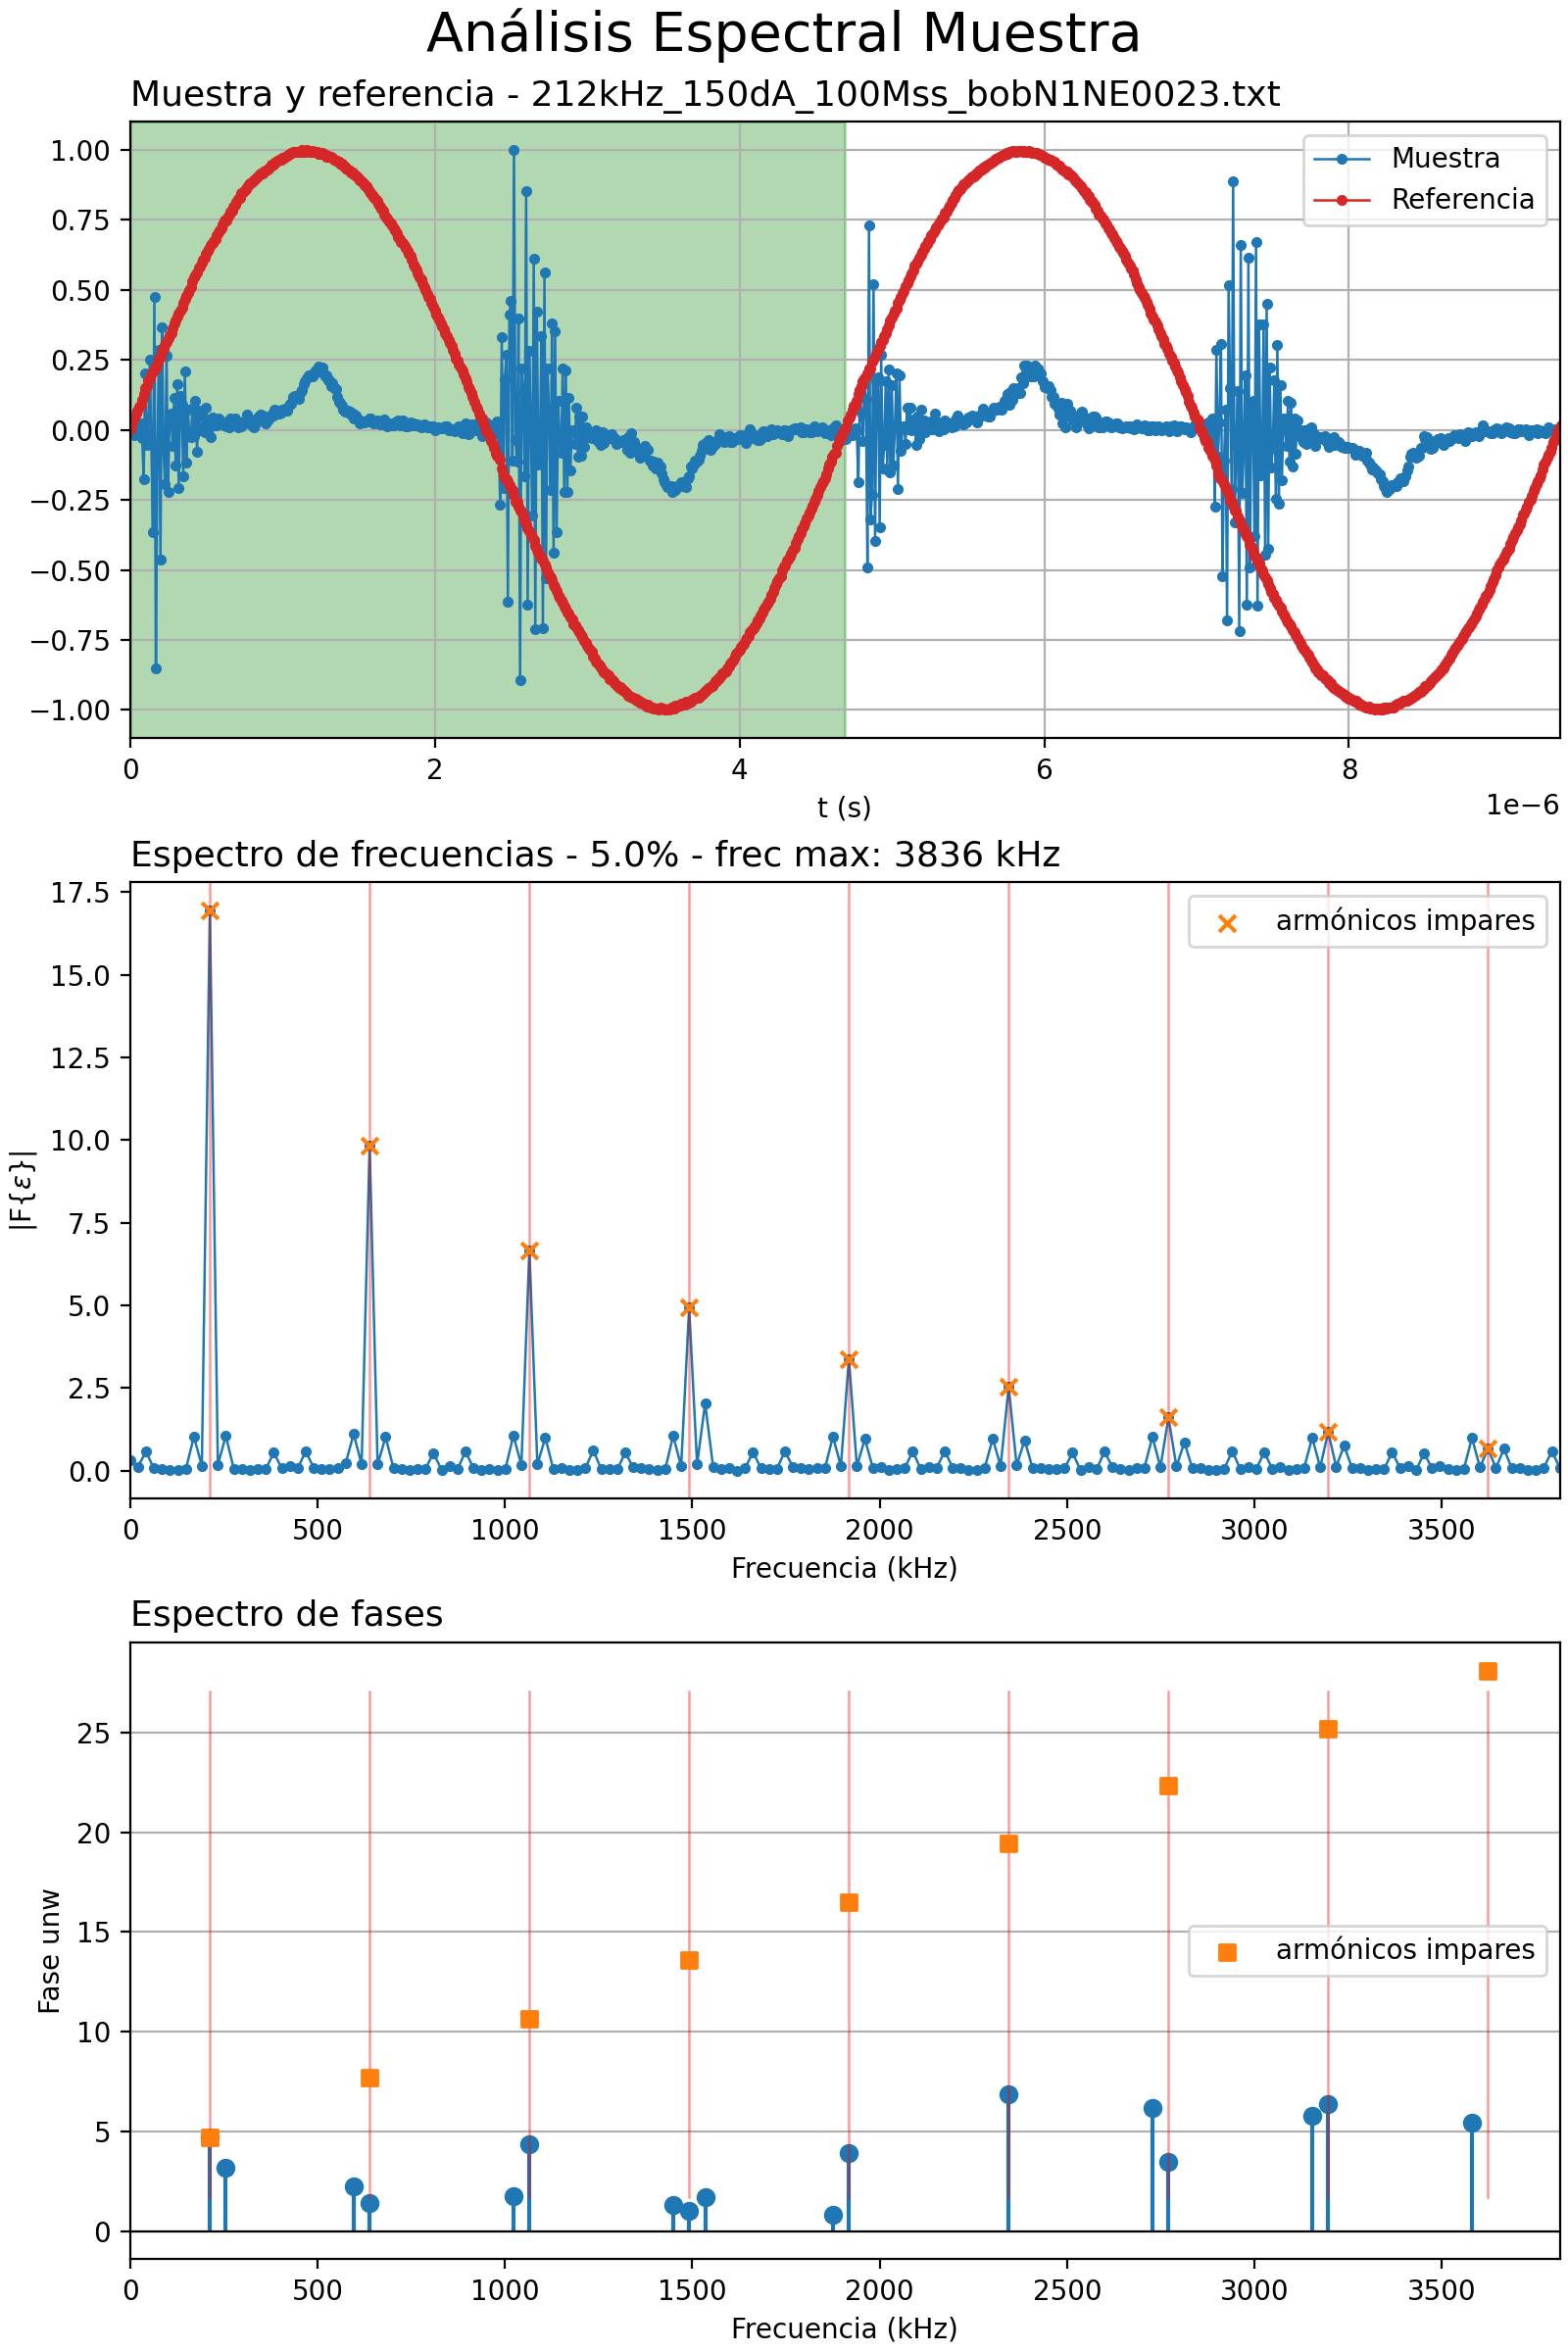 Análisis Espectral Muestra
Muestra y referencia - 212kHz_150dA_100Mss_bobN1NE0023.txt
Muestra
Referencia
1.00
0.75
0.50
0.25
0.00
−0.25
−0.50
−0.75
−1.00
0 2 4 6 8
1e−6
t (s)
Espectro de frecuencias - 5.0% - frec max: 3836 kHz
armónicos impares
17.5
15.0
12.5
10.0
7.5
5.0
2.5
0.0
|F{ε}|
0 500 1000 1500 2000 2500 3000 3500
Frecuencia (kHz)
Espectro de fases
armónicos impares
25
20
15
10
5
0
Fase unw
0 500 1000 1500 2000 2500 3000 3500
Frecuencia (kHz)